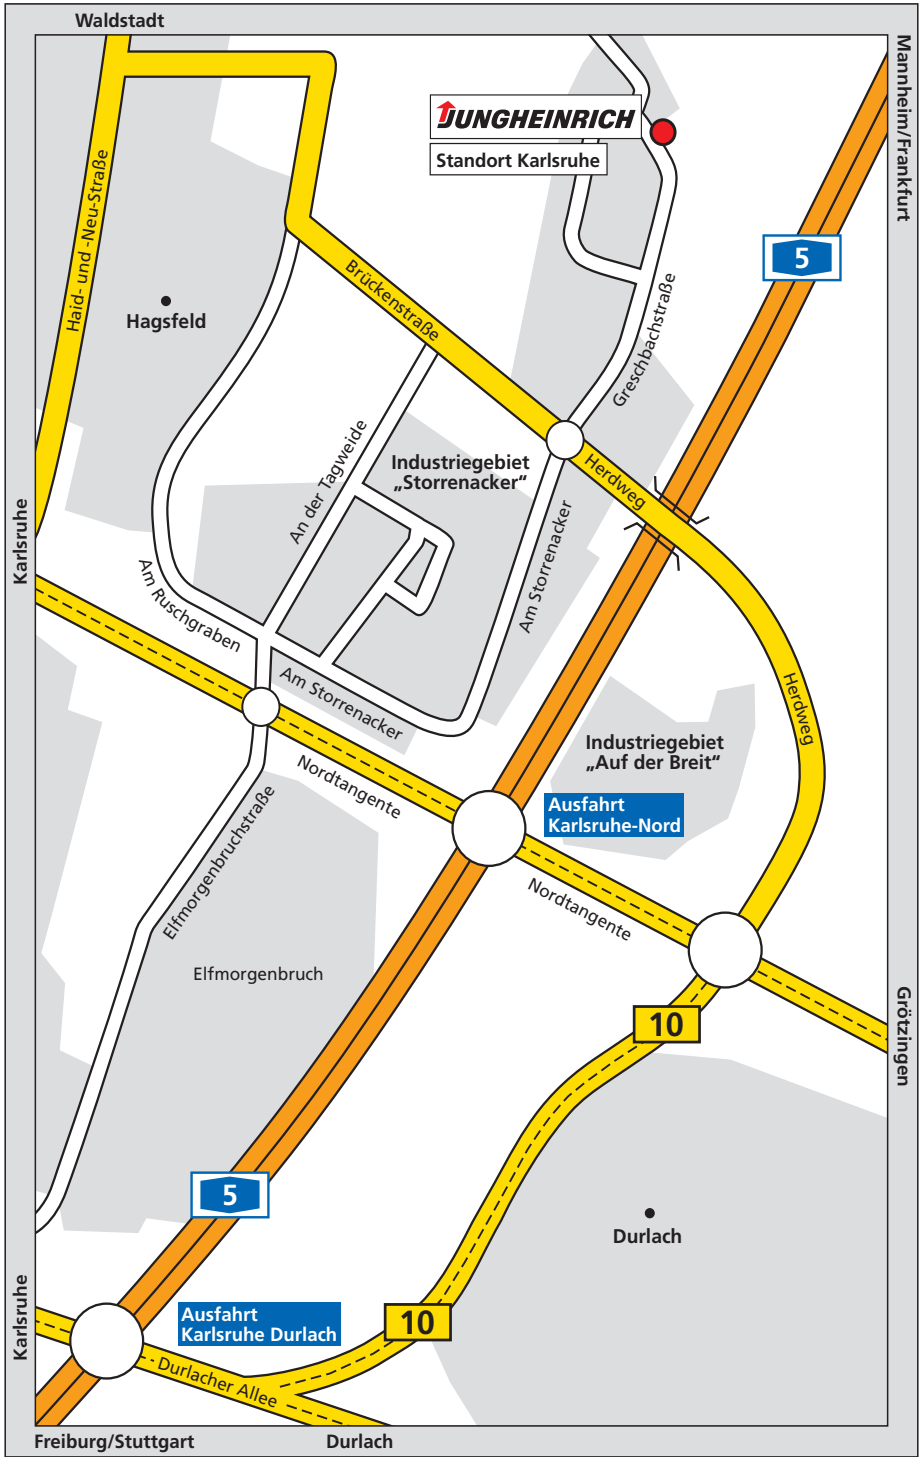 Waldstadt
Mannheim/Frankfurt
JUNGHEINRICH
Standort Karlsruhe
Haid- und -Neu-Straße
5
Brückenstraße
Hagsfeld
Greschbachstraße
An der Tagweide
Industriegebiet
„Storrenacker“
Herdweg
Karlsruhe
Am Storrenacker
Am Ruschgraben
Am Storrenacker
Herdweg
Industriegebiet
„Auf der Breit“
Nordtangente
Ausfahrt
Karlsruhe-Nord
Elfmorgenbruchstraße
Nordtangente
Elfmorgenbruch
10
Grötzingen
5
Durlach
Karlsruhe
Ausfahrt
Karlsruhe Durlach
10
Durlacher Allee
Freiburg/Stuttgart
Durlach